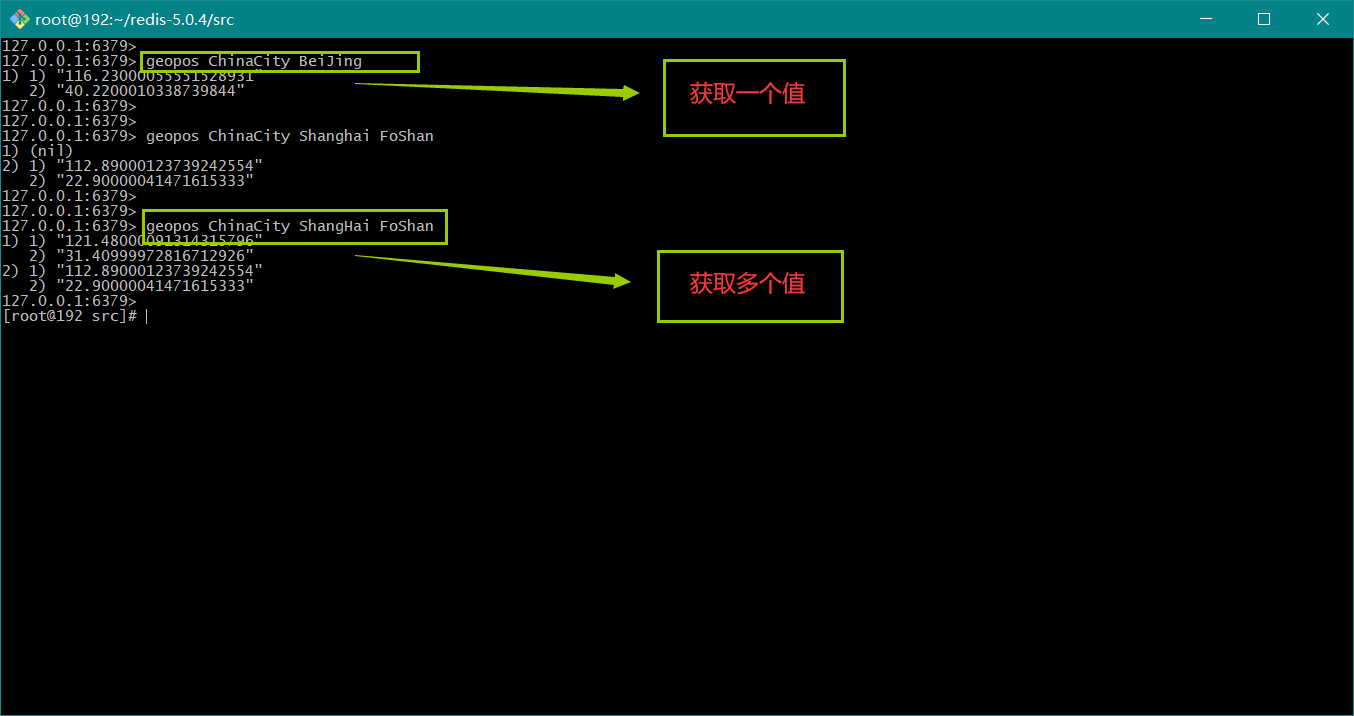 root@192:~/redis-5.0.4/src
127.0.0.1:6379>
127.0.0.1:6379> geopos ChinaCity BeiJing
1) 1) "116.23000055551528931"
   2) "40.2200010338739844"
127.0.0.1:6379>
127.0.0.1:6379>
127.0.0.1:6379> geopos ChinaCity Shanghai FoShan
1) (nil)
2) 1) "112.89000123739242554"
   2) "22.90000041471615333"
127.0.0.1:6379>
127.0.0.1:6379>
127.0.0.1:6379> geopos ChinaCity ShangHai FoShan
1) 1) "121.48000091314315796"
   2) "31.40999972816712926"
2) 1) "112.89000123739242554"
   2) "22.90000041471615333"
127.0.0.1:6379>
[root@192 src]#
获取一个值
获取多个值